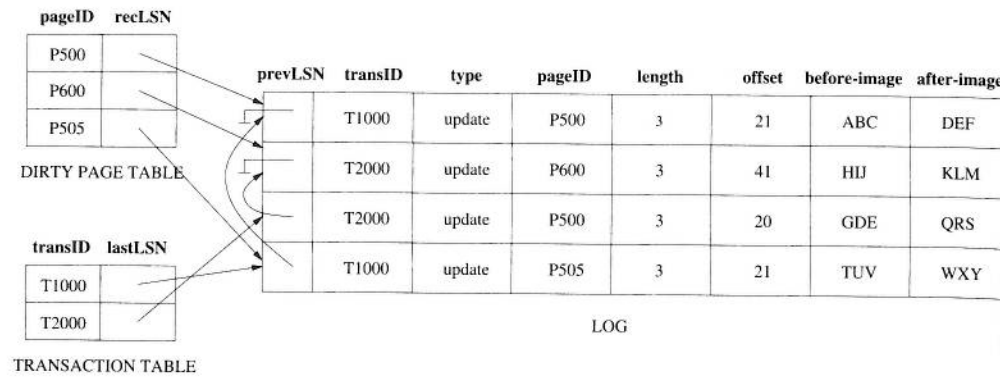 pageID recLSN
P500
P600
P505
DIRTY PAGE TABLE
transID lastLSN
T1000
T2000
TRANSACTION TABLE
prevLSN transID type pageID length offset before-image after-image
T1000 update P500 3 21 ABC DEF
T2000 update P600 3 41 HIJ KLM
T2000 update P500 3 20 GDE QRS
T1000 update P505 3 21 TUV WXY
LOG